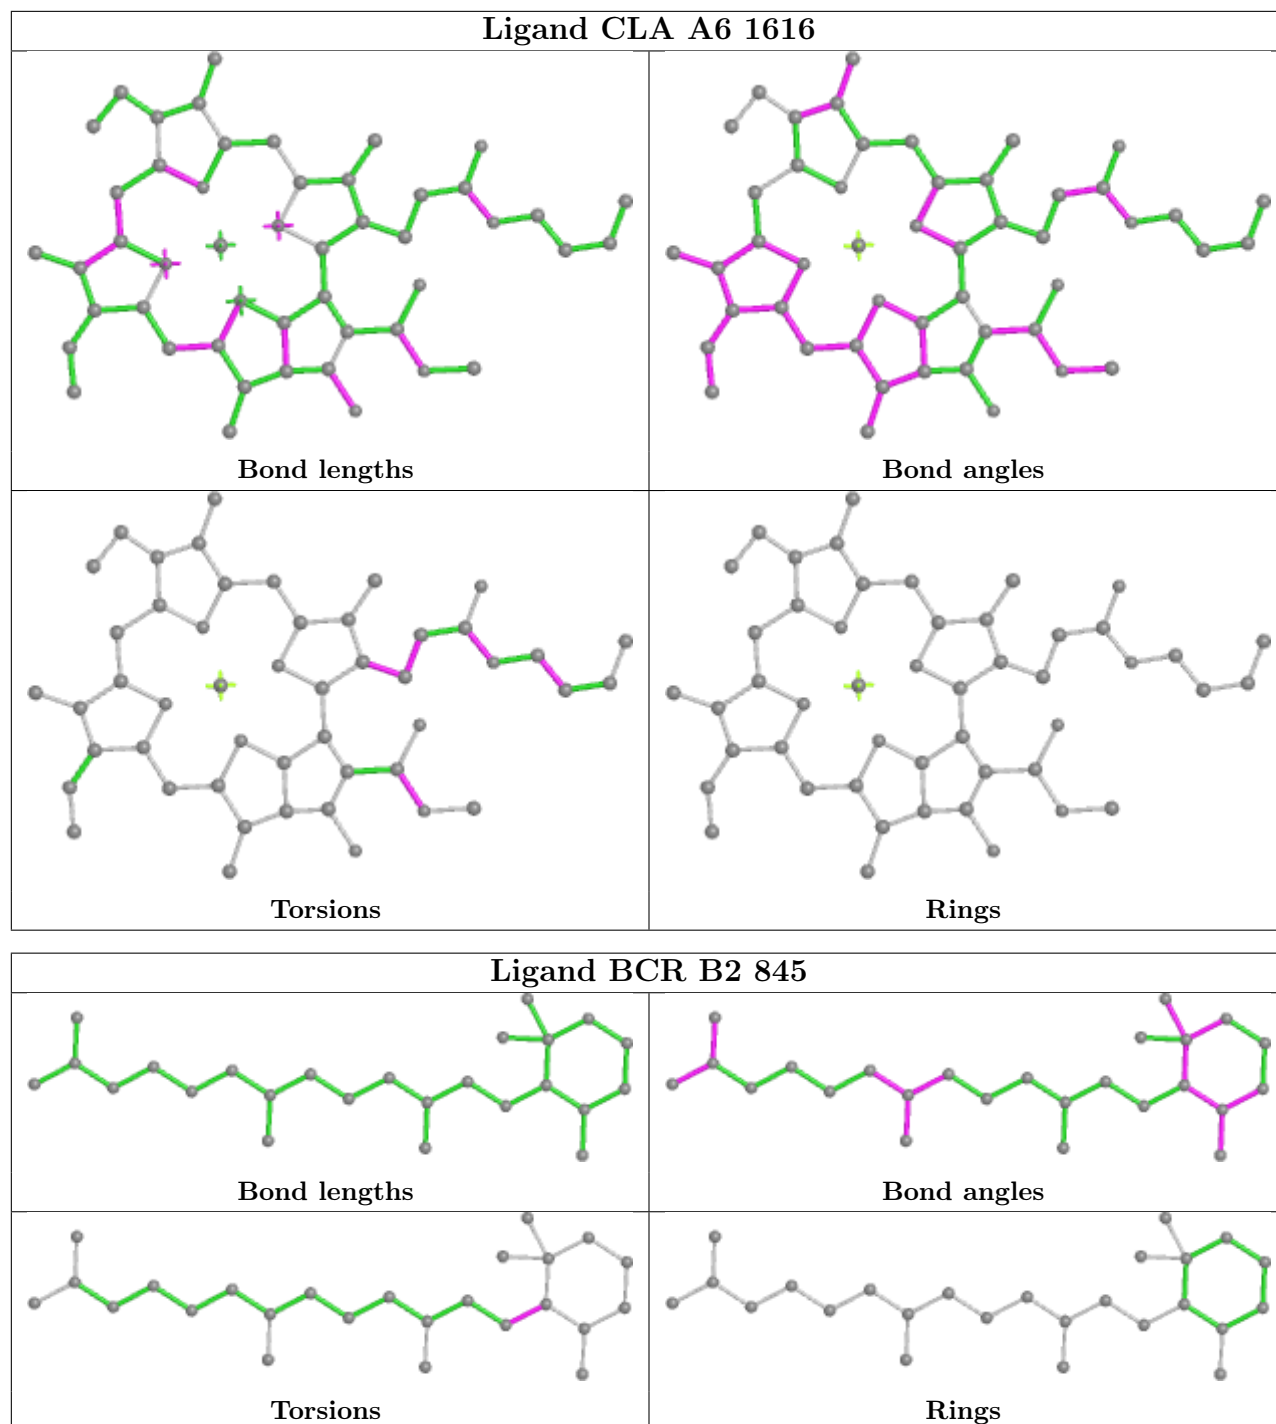 Ligand CLA A6 1616
Bond lengths
Bond angles
Torsions
Rings
Ligand BCR B2 845
Bond lengths
Bond angles
Torsions
Rings